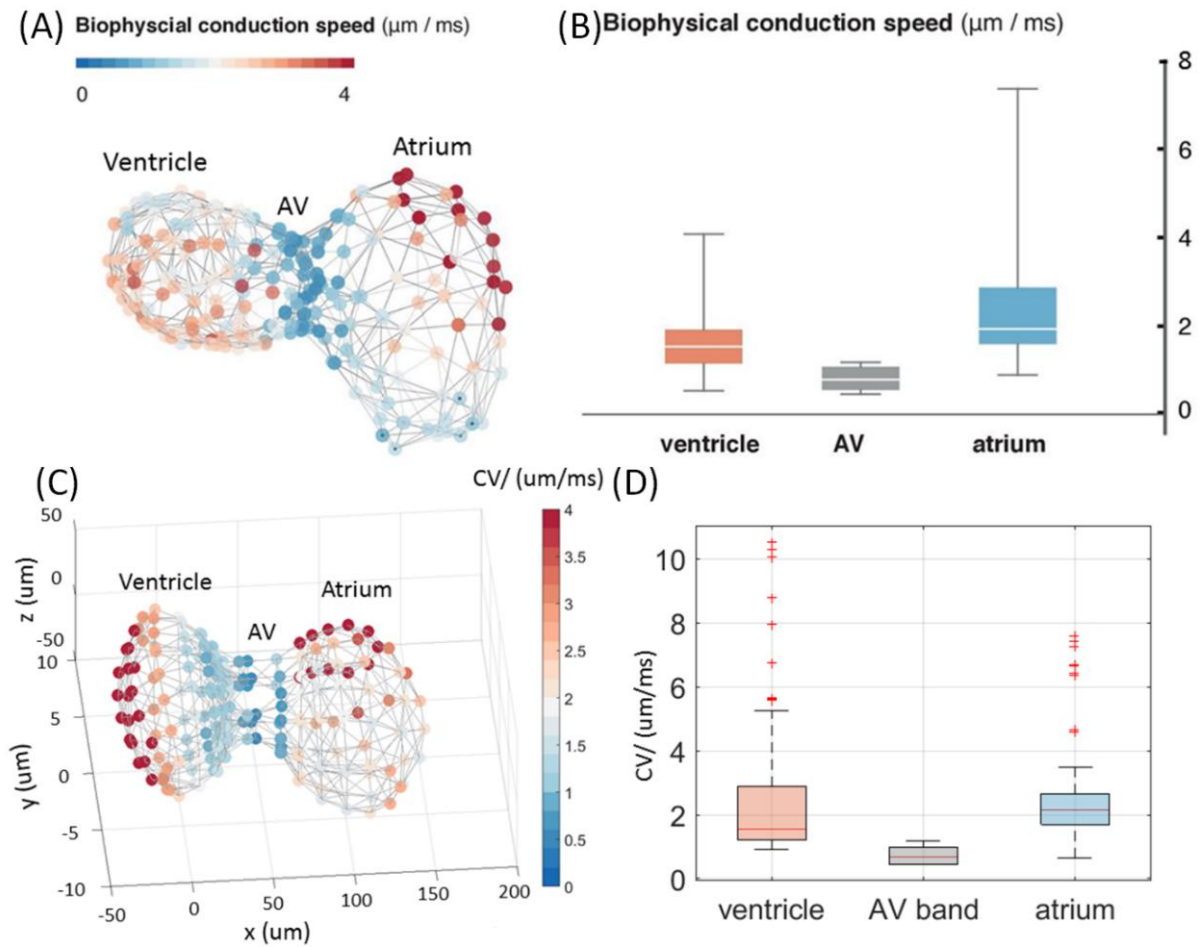 (A) Biophyscial conduction speed (μm / ms)
0 4
Ventricle
AV
Atrium
(B) Biophysical conduction speed (μm / ms)
8
6
4
2
0
ventricle AV atrium
(C)
CV/ (um/ms)
4
3.5
3
2.5
2
1.5
1
0.5
0
Ventricle
AV
Atrium
z (um)
50
0
-50
y (um)
10
5
0
-5
-10
-50 0 50 100 150 200
x (um)
(D)
CV/ (um/ms)
10
8
6
4
2
0
ventricle AV band atrium